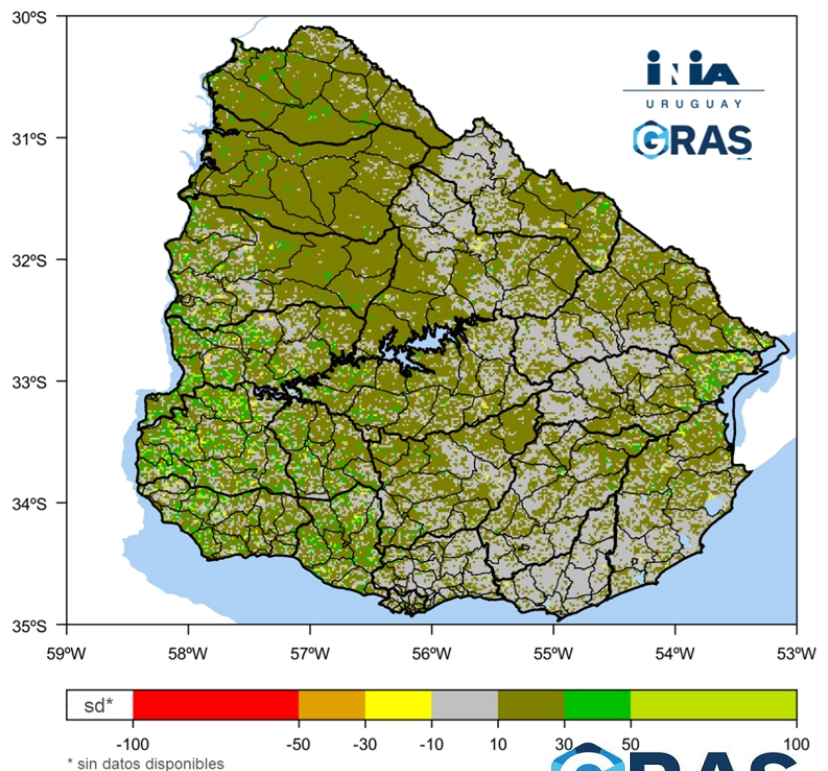 30ºS
INIA
URUGUAY
GRAS
31ºS
32ºS
33ºS
34ºS
35ºS
59ºW 58ºW 57ºW 56ºW 55ºW 54ºW 53ºW
sd*
-100 -50 -30 -10 10 30 50 100
* sin datos disponibles
GRAS